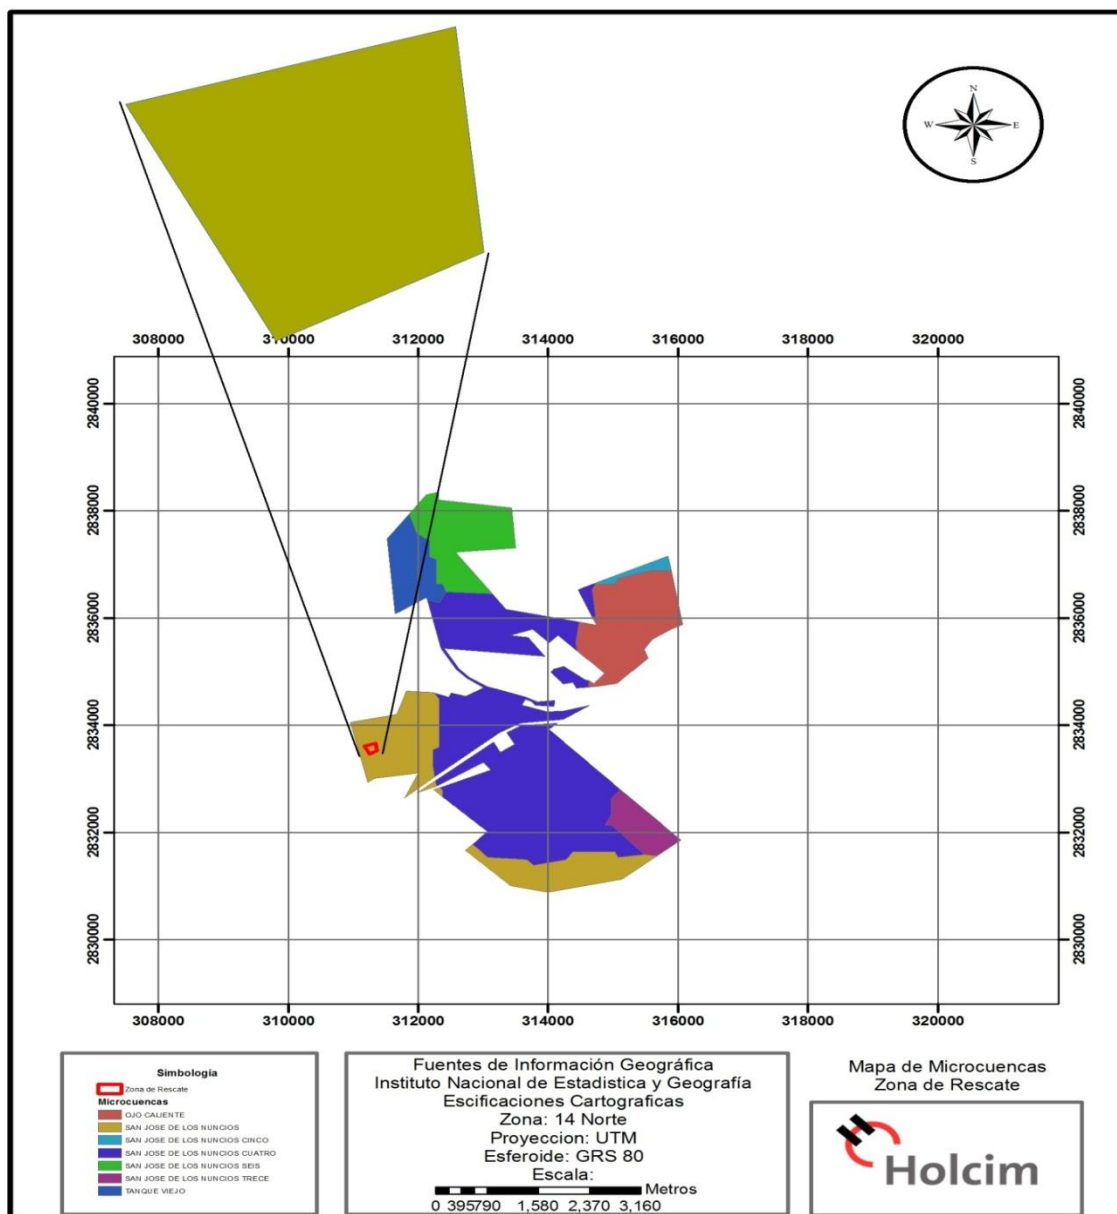 N
W E
S
308000 310000 312000 314000 316000 318000 320000
2840000 2840000
2838000 2838000
2836000 2836000
2834000 2834000
2832000 2832000
2830000 2830000
308000 310000 312000 314000 316000 318000 320000
Simbología
Zona de Rescate
Microcuencas
OJO CALIENTE
SAN JOSE DE LOS NUNCIOS
SAN JOSE DE LOS NUNCIOS CINCO
SAN JOSE DE LOS NUNCIOS CUATRO
SAN JOSE DE LOS NUNCIOS SEIS
SAN JOSE DE LOS NUNCIOS TRECE
TANQUE VIEJO
Fuentes de Información Geográfica
Instituto Nacional de Estadistica y Geografía
Escificaciones Cartograficas
Zona: 14 Norte
Proyeccion: UTM
Esferoide: GRS 80
Escala:
Metros
0 395790 1,580 2,370 3,160
Mapa de Microcuencas
Zona de Rescate
Holcim